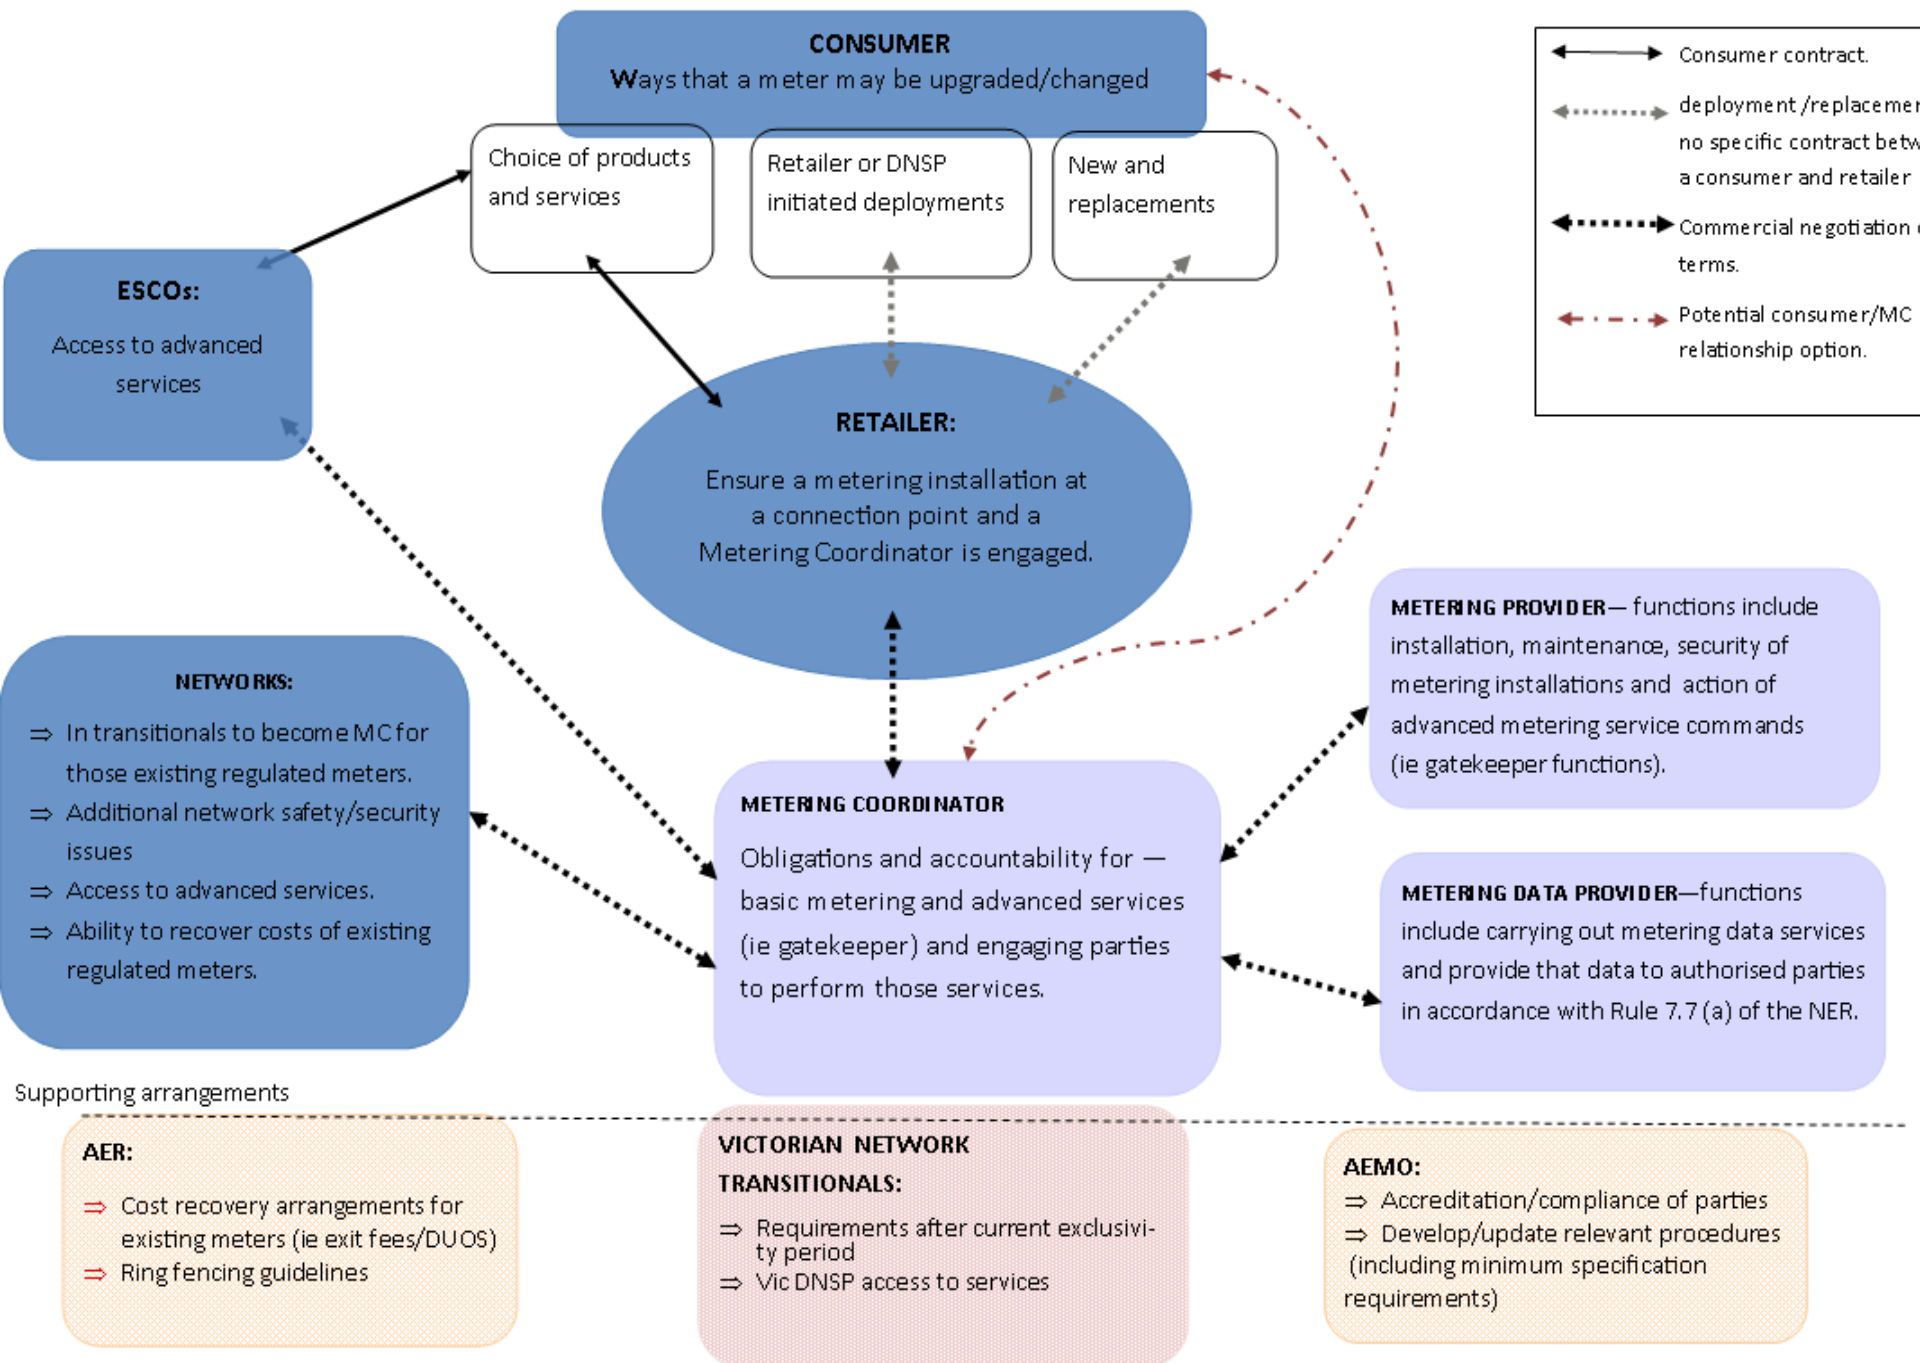 CONSUMER
Ways that a meter may be upgraded/changed
Choice of products
and services
Retailer or DNSP
initiated deployments
New and
replacements
Consumer contract.
deployment /replacemen
no specific contract betw
a consumer and retailer
Commercial negotiation o
terms.
Potential consumer/MC
relationship option.
ESCOs:
Access to advanced
services
RETAILER:
Ensure a metering installation at
a connection point and a
Metering Coordinator is engaged.
NETWORKS:
⇒ In transitionals to become MC for
those existing regulated meters.
⇒ Additional network safety/security
issues
⇒ Access to advanced services.
⇒ Ability to recover costs of existing
regulated meters.
METERING COORDINATOR
Obligations and accountability for —
basic metering and advanced services
(ie gatekeeper) and engaging parties
to perform those services.
METERING PROVIDER— functions include
installation, maintenance, security of
metering installations and action of
advanced metering service commands
(ie gatekeeper functions).
METERING DATA PROVIDER—functions
include carrying out metering data services
and provide that data to authorised parties
in accordance with Rule 7.7 (a) of the NER.
Supporting arrangements
AER:
⇒ Cost recovery arrangements for
existing meters (ie exit fees/DUOS)
⇒ Ring fencing guidelines
VICTORIAN NETWORK
TRANSITIONALS:
⇒ Requirements after current exclusivi-
ty period
⇒ Vic DNSP access to services
AEMO:
⇒ Accreditation/compliance of parties
⇒ Develop/update relevant procedures
(including minimum specification
requirements)